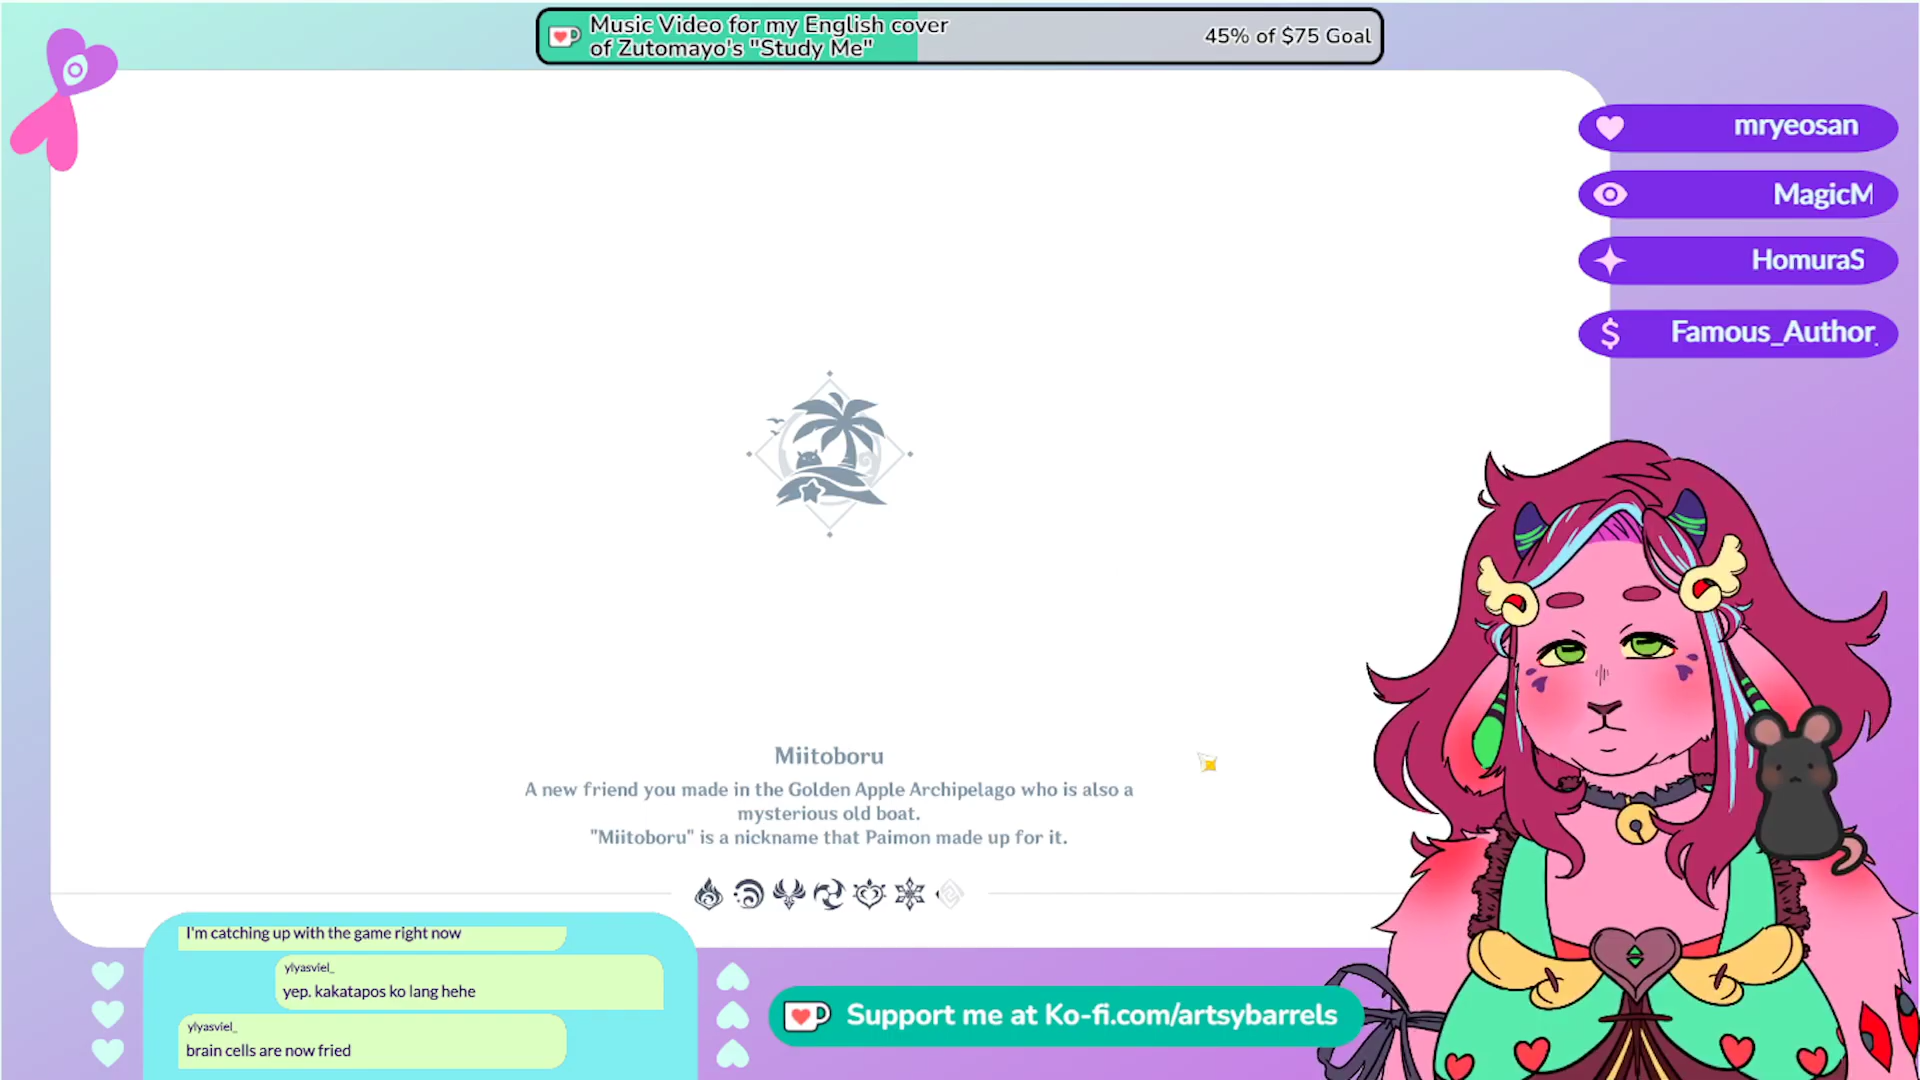 Music Video for my English cover
of Zutomayo's "Study Me"
45% of $75 Goal
mryeosan
MagicM
HomuraS
Famous_Author_
Miitoboru
A new friend you made in the Golden Apple Archipelago who is also a
mysterious old boat.
"Miitoboru" is a nickname that Paimon made up for it.
I'm catching up with the game right now
ylyasviel_
yep. kakatapos ko lang hehe
ylyasviel_
brain cells are now fried
Support me at Ko-fi.com/artsybarrels